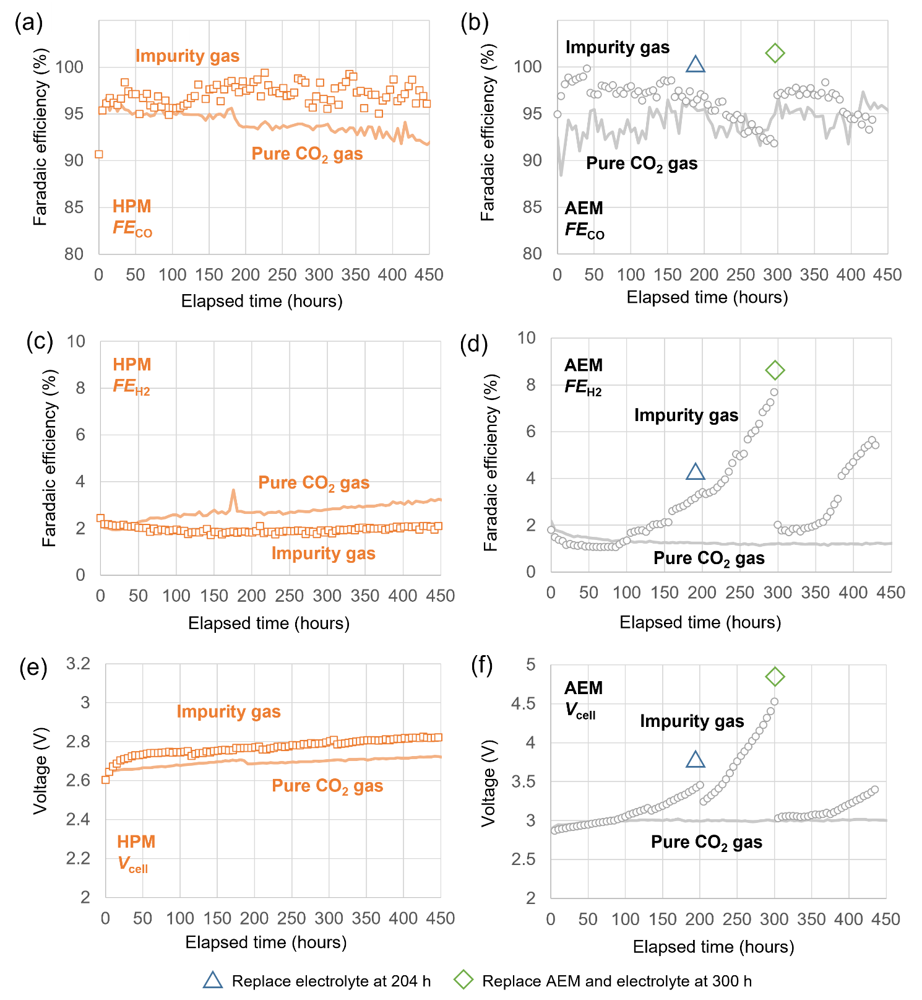 (a)
Faradaic efficiency (%)
100
95
90
85
80
Impurity gas
Pure CO₂ gas
HPM
FE_CO
0 50 100 150 200 250 300 350 400 450
Elapsed time (hours)
(b)
Faradaic efficiency (%)
100
95
90
85
80
Impurity gas
Pure CO₂ gas
AEM
FE_CO
0 50 100 150 200 250 300 350 400 450
Elapsed time (hours)
(c)
Faradaic efficiency (%)
10
8
6
4
2
0
HPM
FE_H2
Pure CO₂ gas
Impurity gas
0 50 100 150 200 250 300 350 400 450
Elapsed time (hours)
(d)
Faradaic efficiency (%)
10
8
6
4
2
0
AEM
FE_H2
Impurity gas
Pure CO₂ gas
0 50 100 150 200 250 300 350 400 450
Elapsed time (hours)
(e)
Voltage (V)
3.2
3
2.8
2.6
2.4
2.2
2
Impurity gas
Pure CO₂ gas
HPM
V_cell
0 50 100 150 200 250 300 350 400 450
Elapsed time (hours)
(f)
Voltage (V)
5
4.5
4
3.5
3
2.5
2
AEM
V_cell
Impurity gas
Pure CO₂ gas
0 50 100 150 200 250 300 350 400 450
Elapsed time (hours)
Replace electrolyte at 204 h
Replace AEM and electrolyte at 300 h